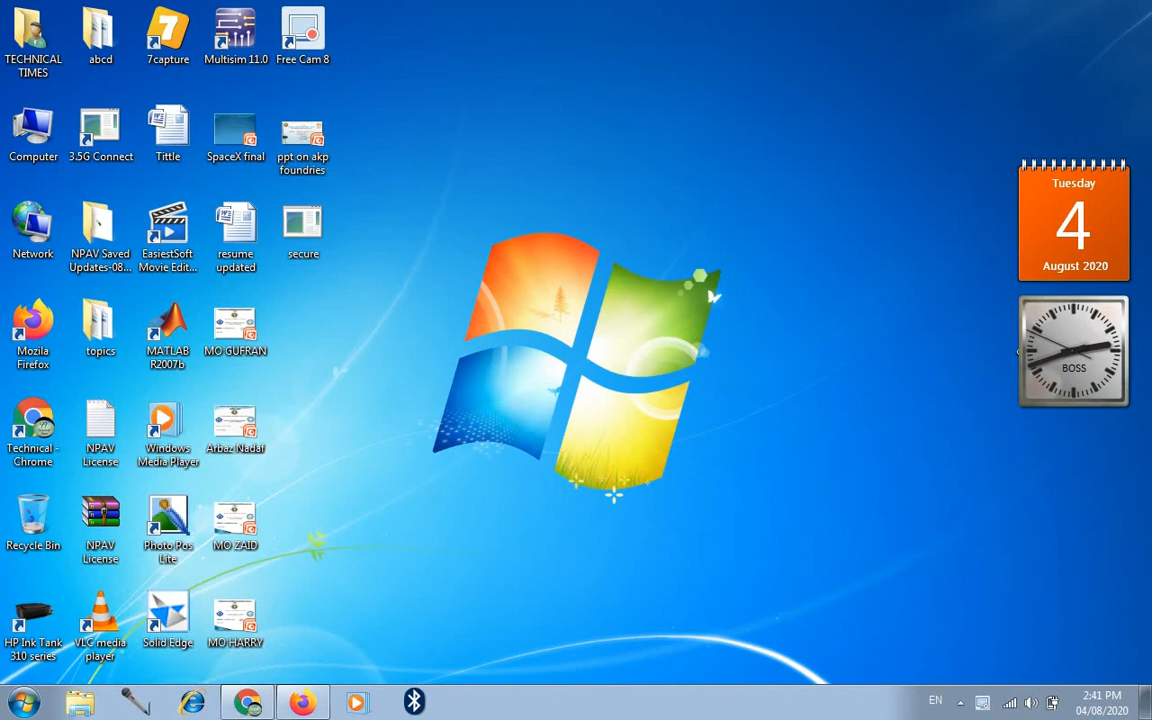 TECHNICAL
TIMES
abcd
7
7capture
Multisim 11.0
Free Cam 8
Computer
3.5G Connect
Tittle
SpaceX final
ppt on akp
foundries
Network
NPAV Saved
Updates-08...
EasiestSoft
Movie Edit...
resume
updated
secure
Mozila
Firefox
topics
MATLAB
R2007b
MO GUFRAN
Technical -
Chrome
NPAV
License
Windows
Media Player
Arbaz Nadaf
Recycle Bin
NPAV
License
Photo Pos
Lite
MO ZAID
HP Ink Tank
310 series
VLC media
player
Solid Edge
MO HARRY
Tuesday
4
August 2020
BOSS
EN
2:41 PM
04/08/2020